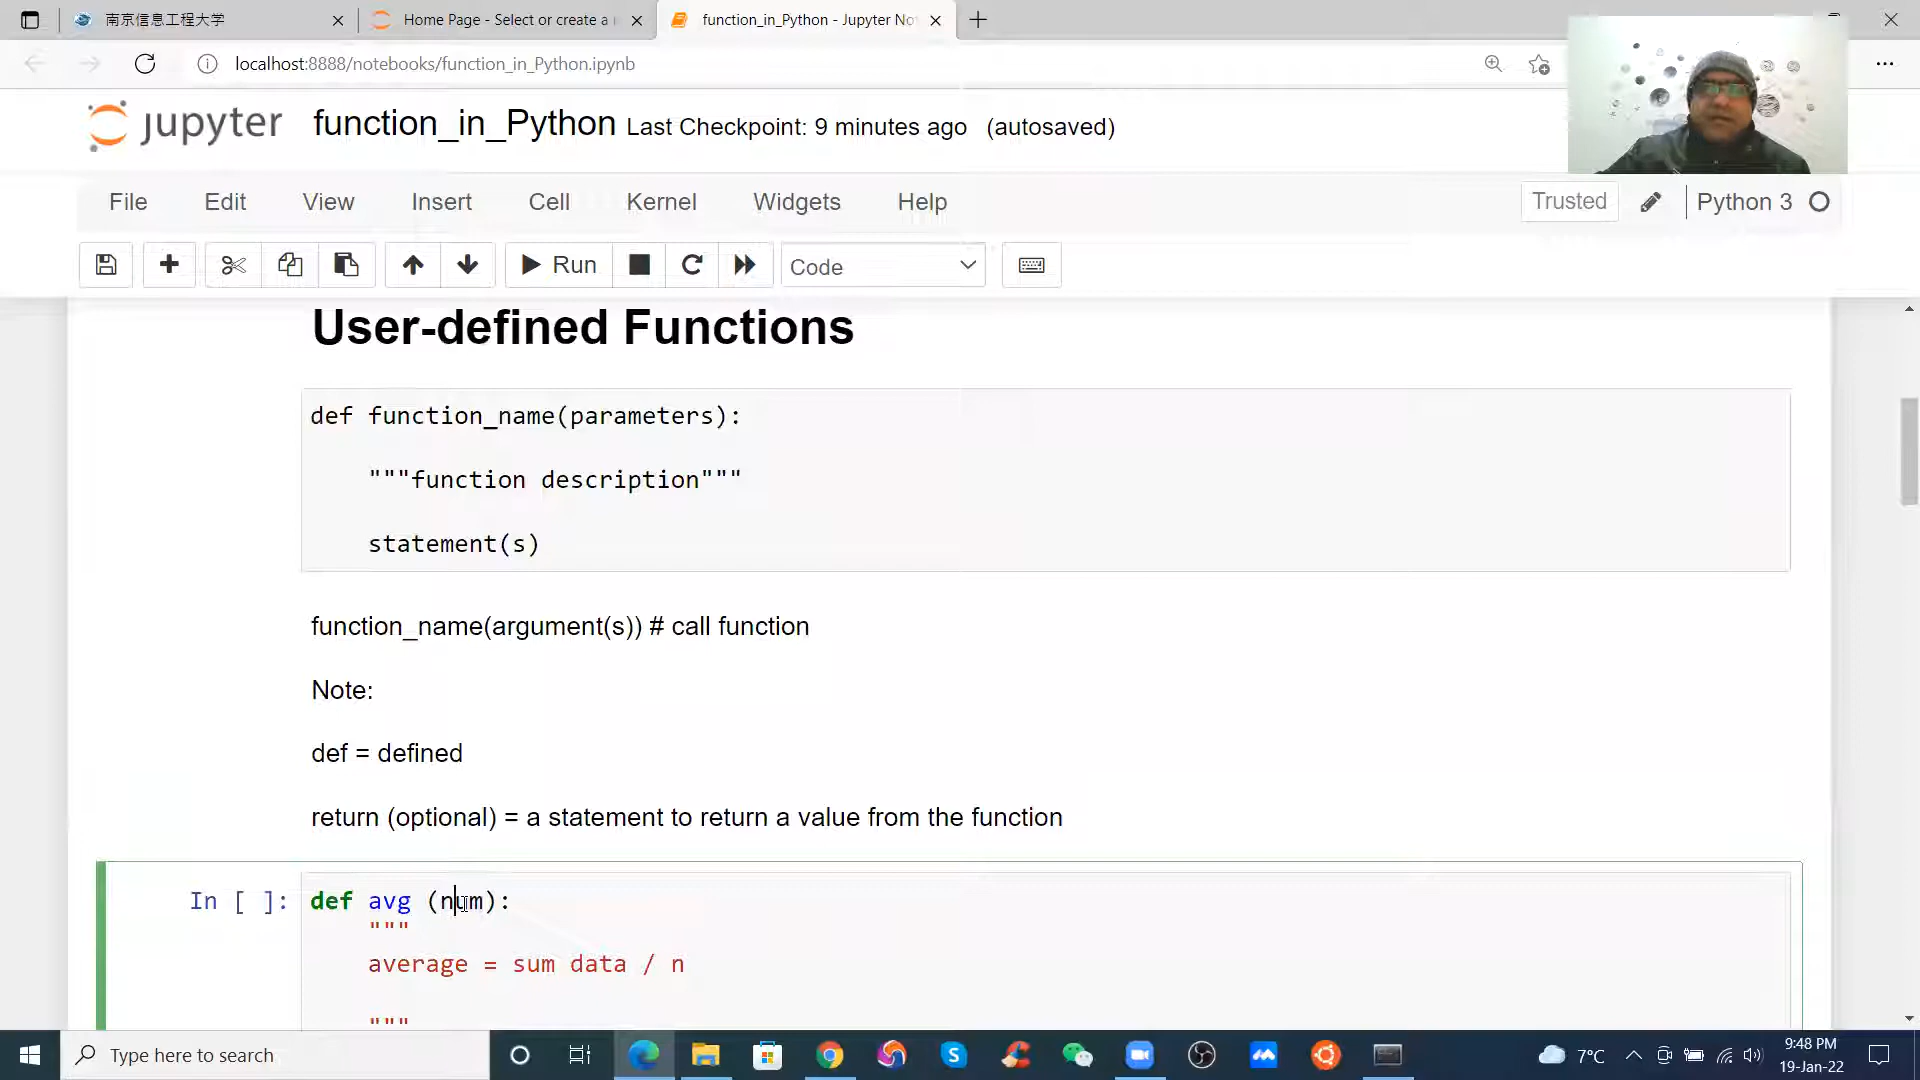 南京信息工程大学
Home Page - Select or create a
function_in_Python - Jupyter No
localhost:8888/notebooks/function_in_Python.ipynb
jupyter
function_in_Python Last Checkpoint: 9 minutes ago (autosaved)
File Edit View Insert Cell Kernel Widgets Help
Trusted
Python 3
Run
Code
User-defined Functions
def function_name(parameters):
"""function description"""
statement(s)
function_name(argument(s)) # call function
Note:
def = defined
return (optional) = a statement to return a value from the function
In [ ]: def avg (num):
"""
average = sum data / n
"""
Type here to search
7°C
9:48 PM
19-Jan-22